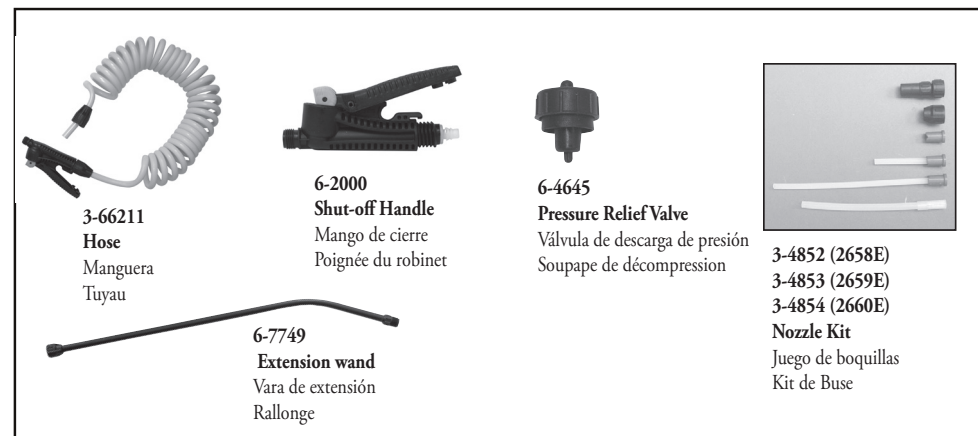 3-66211
Hose
Manguera
Tuyau
6-2000
Shut-off Handle
Mango de cierre
Poignée du robinet
6-4645
Pressure Relief Valve
Válvula de descarga de presión
Soupape de décompression
3-4852 (2658E)
3-4853 (2659E)
3-4854 (2660E)
Nozzle Kit
Juego de boquillas
Kit de Buse
6-7749
Extension wand
Vara de extensión
Rallonge